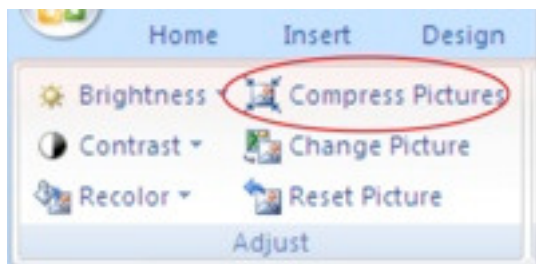 Home Insert Design
Brightness Compress Pictures
Contrast Change Picture
Recolor Reset Picture
Adjust